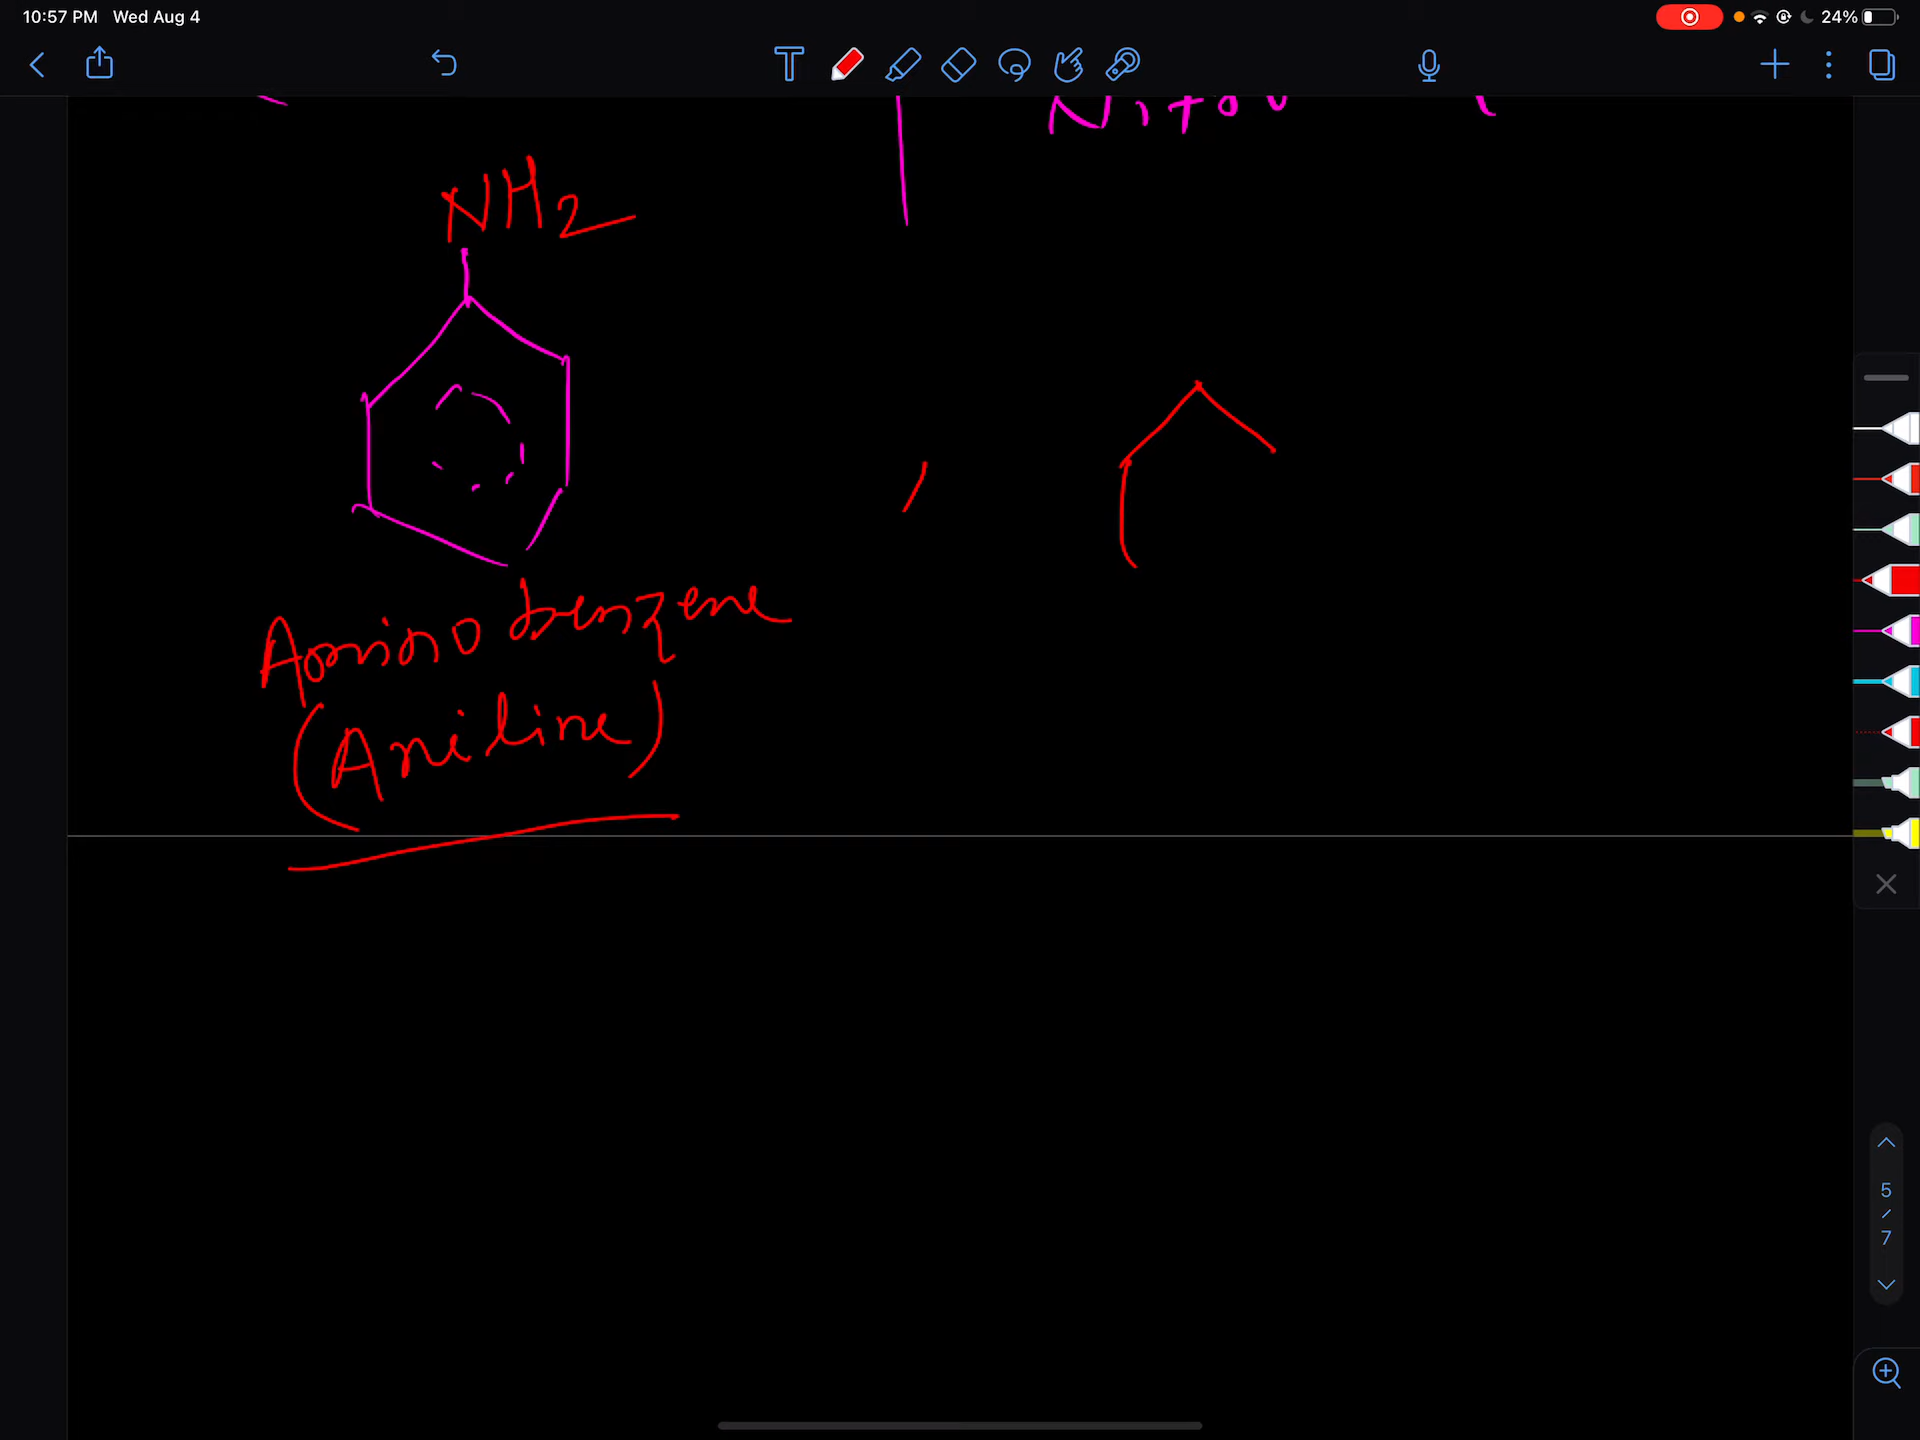 10:57 PM Wed Aug 4
24%
NH2
,
Amino benzene
(Aniline)
5
/
7